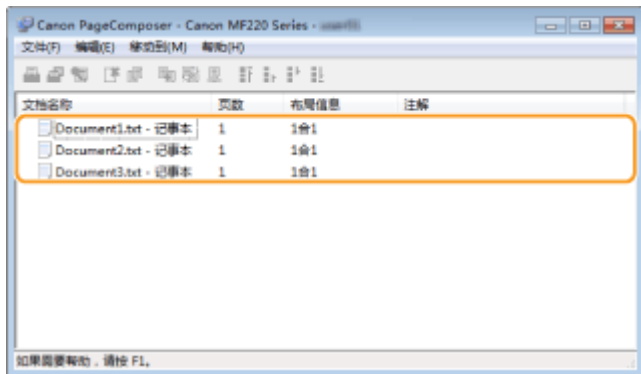 Canon PageComposer - Canon MF220 Series -
文件(F) 编辑(E) 移动到(M) 帮助(H)
文档名称 页数 布局信息 注解
Document1.txt - 记事本 1 1合1
Document2.txt - 记事本 1 1合1
Document3.txt - 记事本 1 1合1
如果需要帮助，请按 F1。